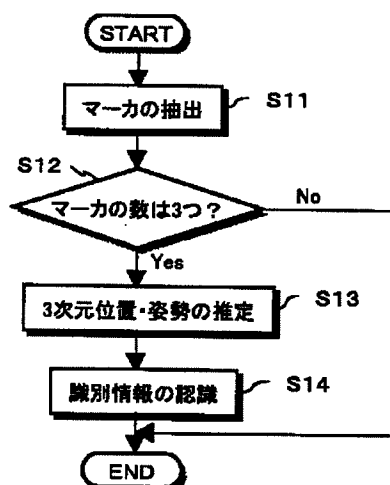 START
マーカの抽出
S11
S12
マーカの数は3つ？
No
Yes
3次元位置・姿勢の推定
S13
識別情報の認識
S14
END